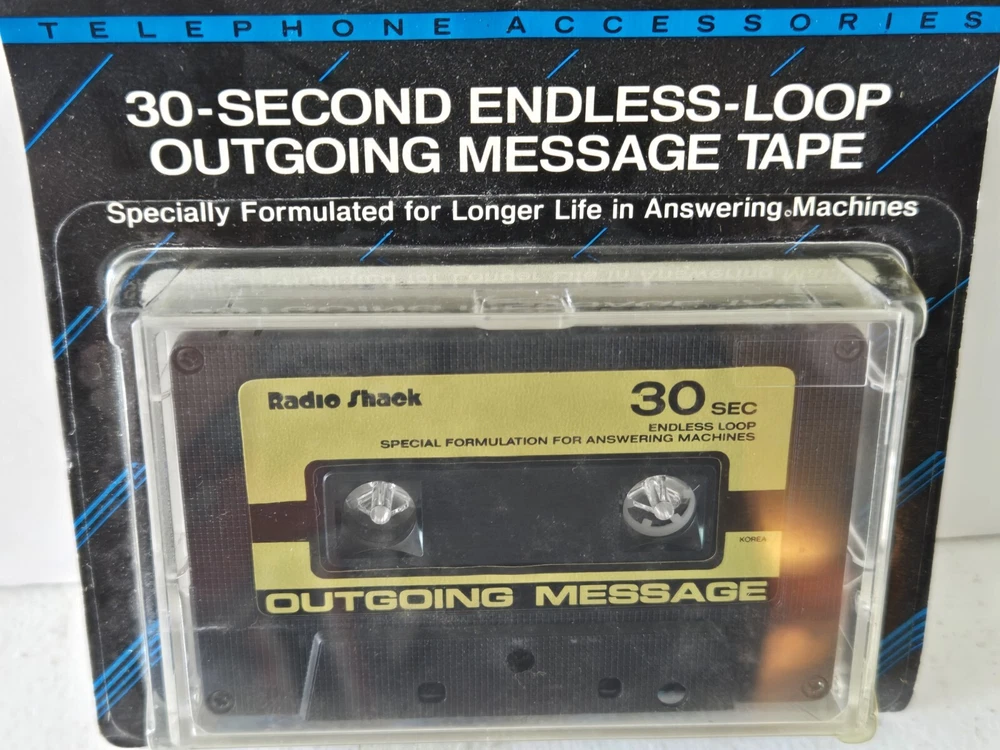 TELEPHONE ACCESSORIES
30-SECOND ENDLESS-LOOP
OUTGOING MESSAGE TAPE
Specially Formulated for Longer Life in Answering Machines
Radio Shack
30 SEC
ENDLESS LOOP
SPECIAL FORMULATION FOR ANSWERING MACHINES
KOREA
OUTGOING MESSAGE